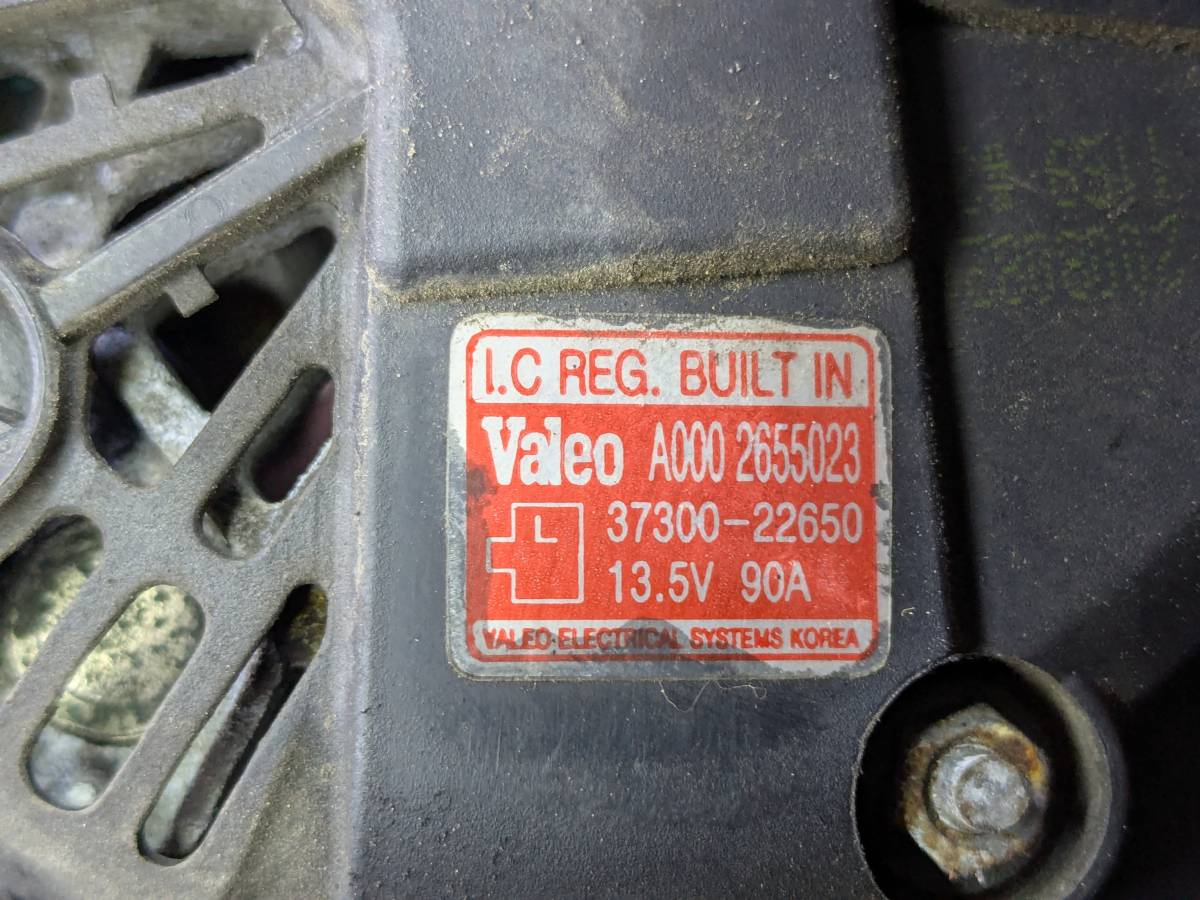 I.C REG. BUILT IN
Valeo A000 2655023
37300-22650
13.5V 90A
VALEO ELECTRICAL SYSTEMS KOREA